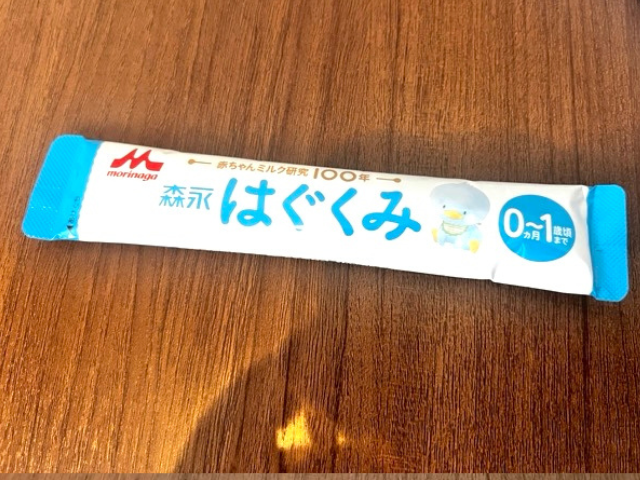 morinaga
赤ちゃんミルク研究100年
森永 はぐくみ
0ヵ月〜1歳頃まで